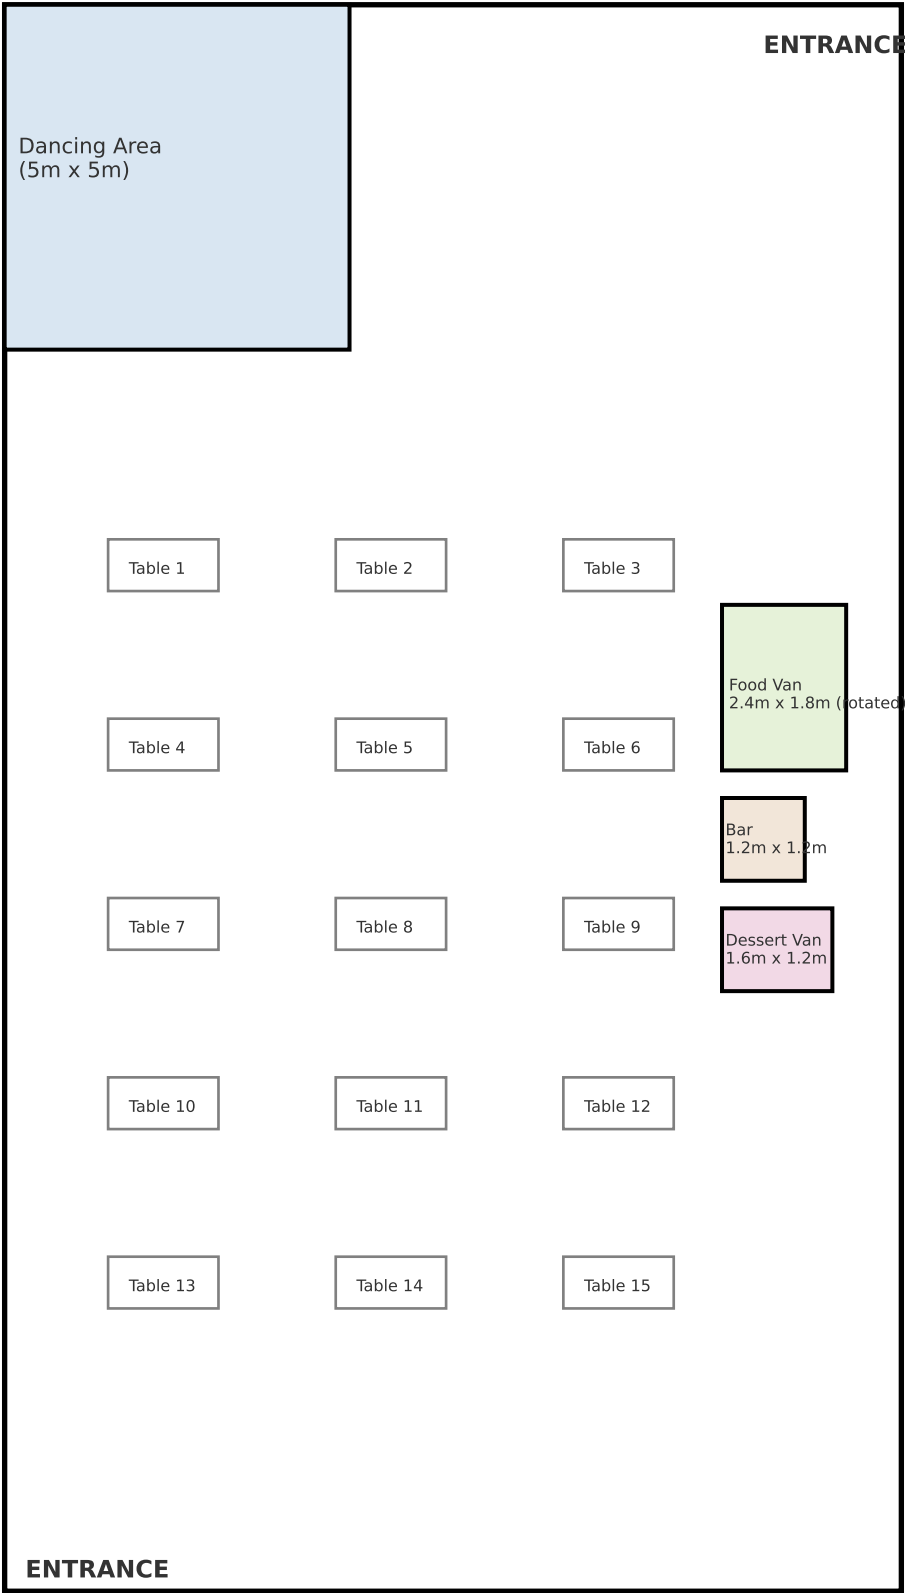 ENTRANCE
Dancing Area
(5m x 5m)
Table 1
Table 2
Table 3
Food Van
2.4m x 1.8m (rotated)
Table 4
Table 5
Table 6
Bar
1.2m x 1.2m
Table 7
Table 8
Table 9
Dessert Van
1.6m x 1.2m
Table 10
Table 11
Table 12
Table 13
Table 14
Table 15
ENTRANCE